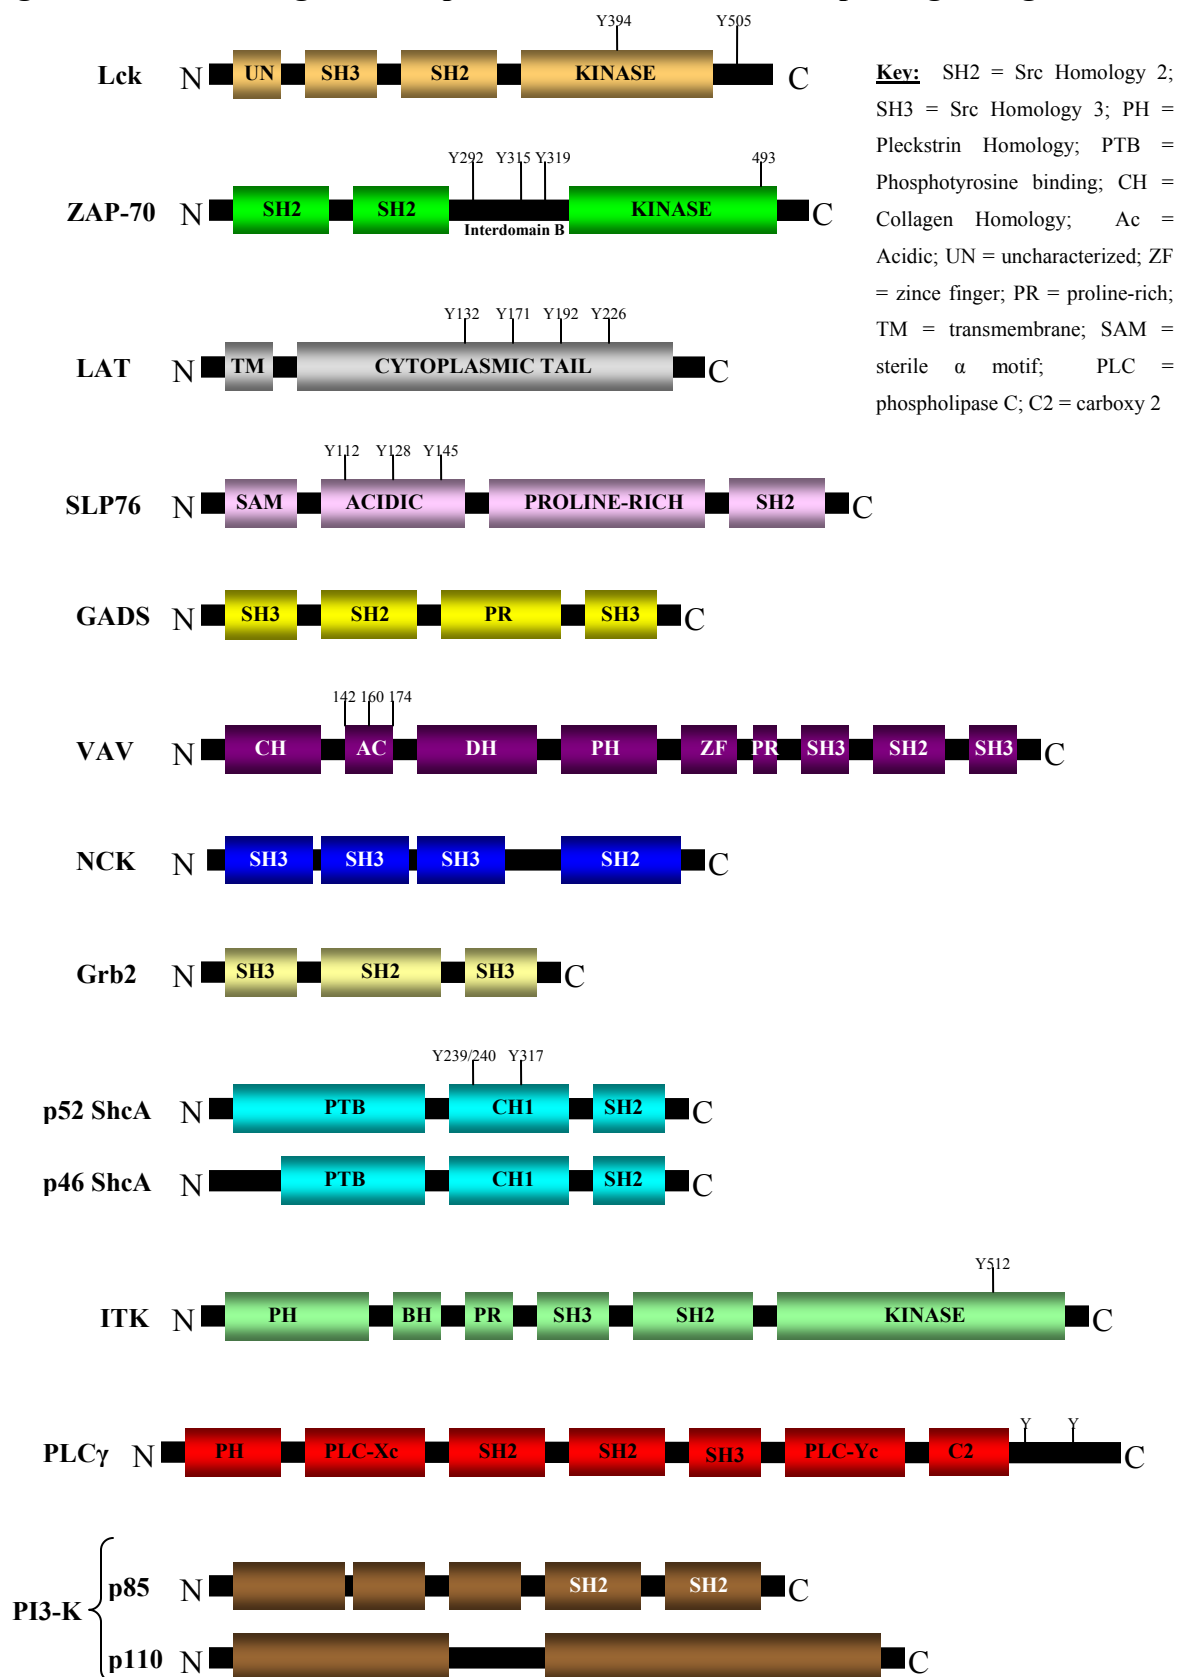 Y394 Y505
Lck N UN SH3 SH2 KINASE C
Key: SH2 = Src Homology 2;
SH3 = Src Homology 3; PH =
Pleckstrin Homology; PTB =
Phosphotyrosine binding; CH =
Collagen Homology; Ac =
Acidic; UN = uncharacterized; ZF
= zince finger; PR = proline-rich;
TM = transmembrane; SAM =
sterile α motif; PLC =
phospholipase C; C2 = carboxy 2
Y292 Y315 Y319 493
ZAP-70 N SH2 SH2 KINASE C
Interdomain B
Y132 Y171 Y192 Y226
LAT N TM CYTOPLASMIC TAIL C
Y112 Y128 Y145
SLP76 N SAM ACIDIC PROLINE-RICH SH2 C
GADS N SH3 SH2 PR SH3 C
142 160 174
VAV N CH AC DH PH ZF PR SH3 SH2 SH3 C
NCK N SH3 SH3 SH3 SH2 C
Grb2 N SH3 SH2 SH3 C
Y239/240 Y317
p52 ShcA N PTB CH1 SH2 C
p46 ShcA N PTB CH1 SH2 C
Y512
ITK N PH BH PR SH3 SH2 KINASE C
Y Y
PLCγ N PH PLC-Xc SH2 SH2 SH3 PLC-Yc C2 C
p85 N SH2 SH2 C
PI3-K
p110 N C